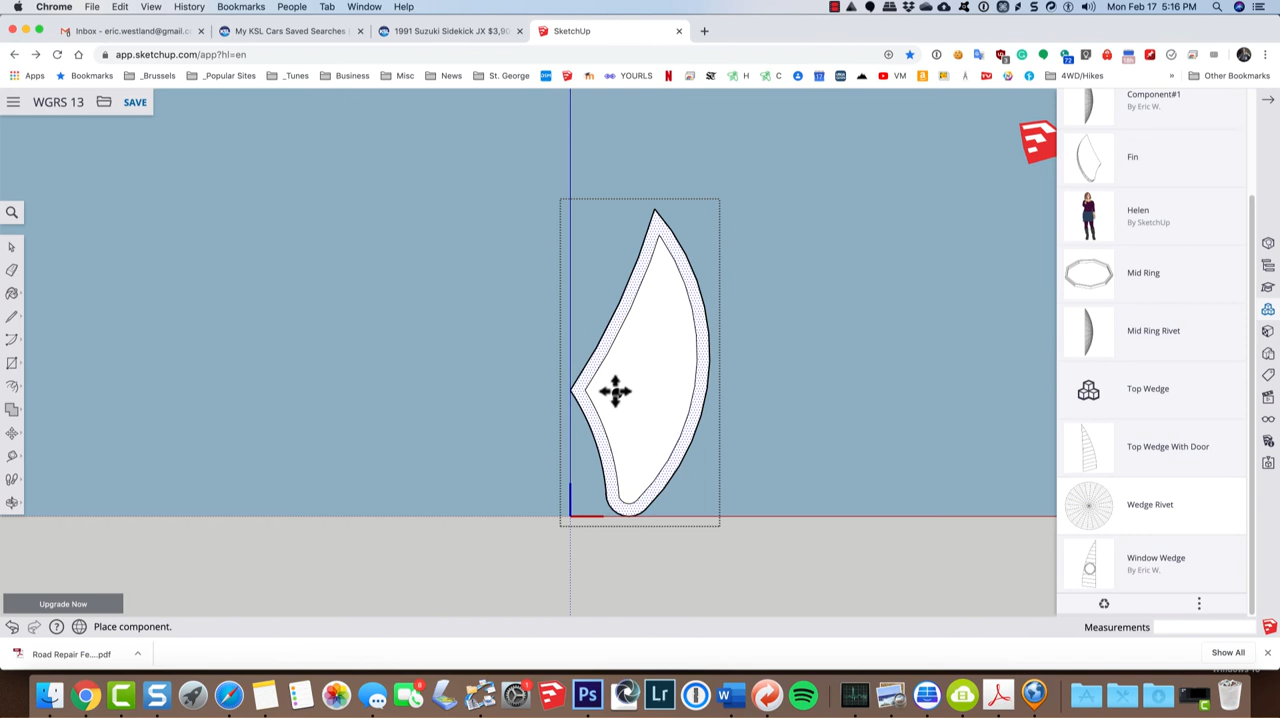 Chrome File Edit View History Bookmarks People Tab Window Help Mon Feb 17 5:16 PM
Inbox - eric.westland@gmail.c
My KSL Cars Saved Searches
1991 Suzuki Sidekick JX $3,90
SketchUp
app.sketchup.com/app?hl=en
Apps Bookmarks _Brussels _Popular Sites _Tunes Business Misc News St. George YOURLS H C VM 4WD/Hikes » Other Bookmarks
WGRS 13 SAVE
Component#1
By Eric W.
Fin
Helen
By SketchUp
Mid Ring
Mid Ring Rivet
Top Wedge
Top Wedge With Door
Wedge Rivet
Window Wedge
By Eric W.
Upgrade Now
Place component.
Measurements
Road Repair Fe....pdf
Show All